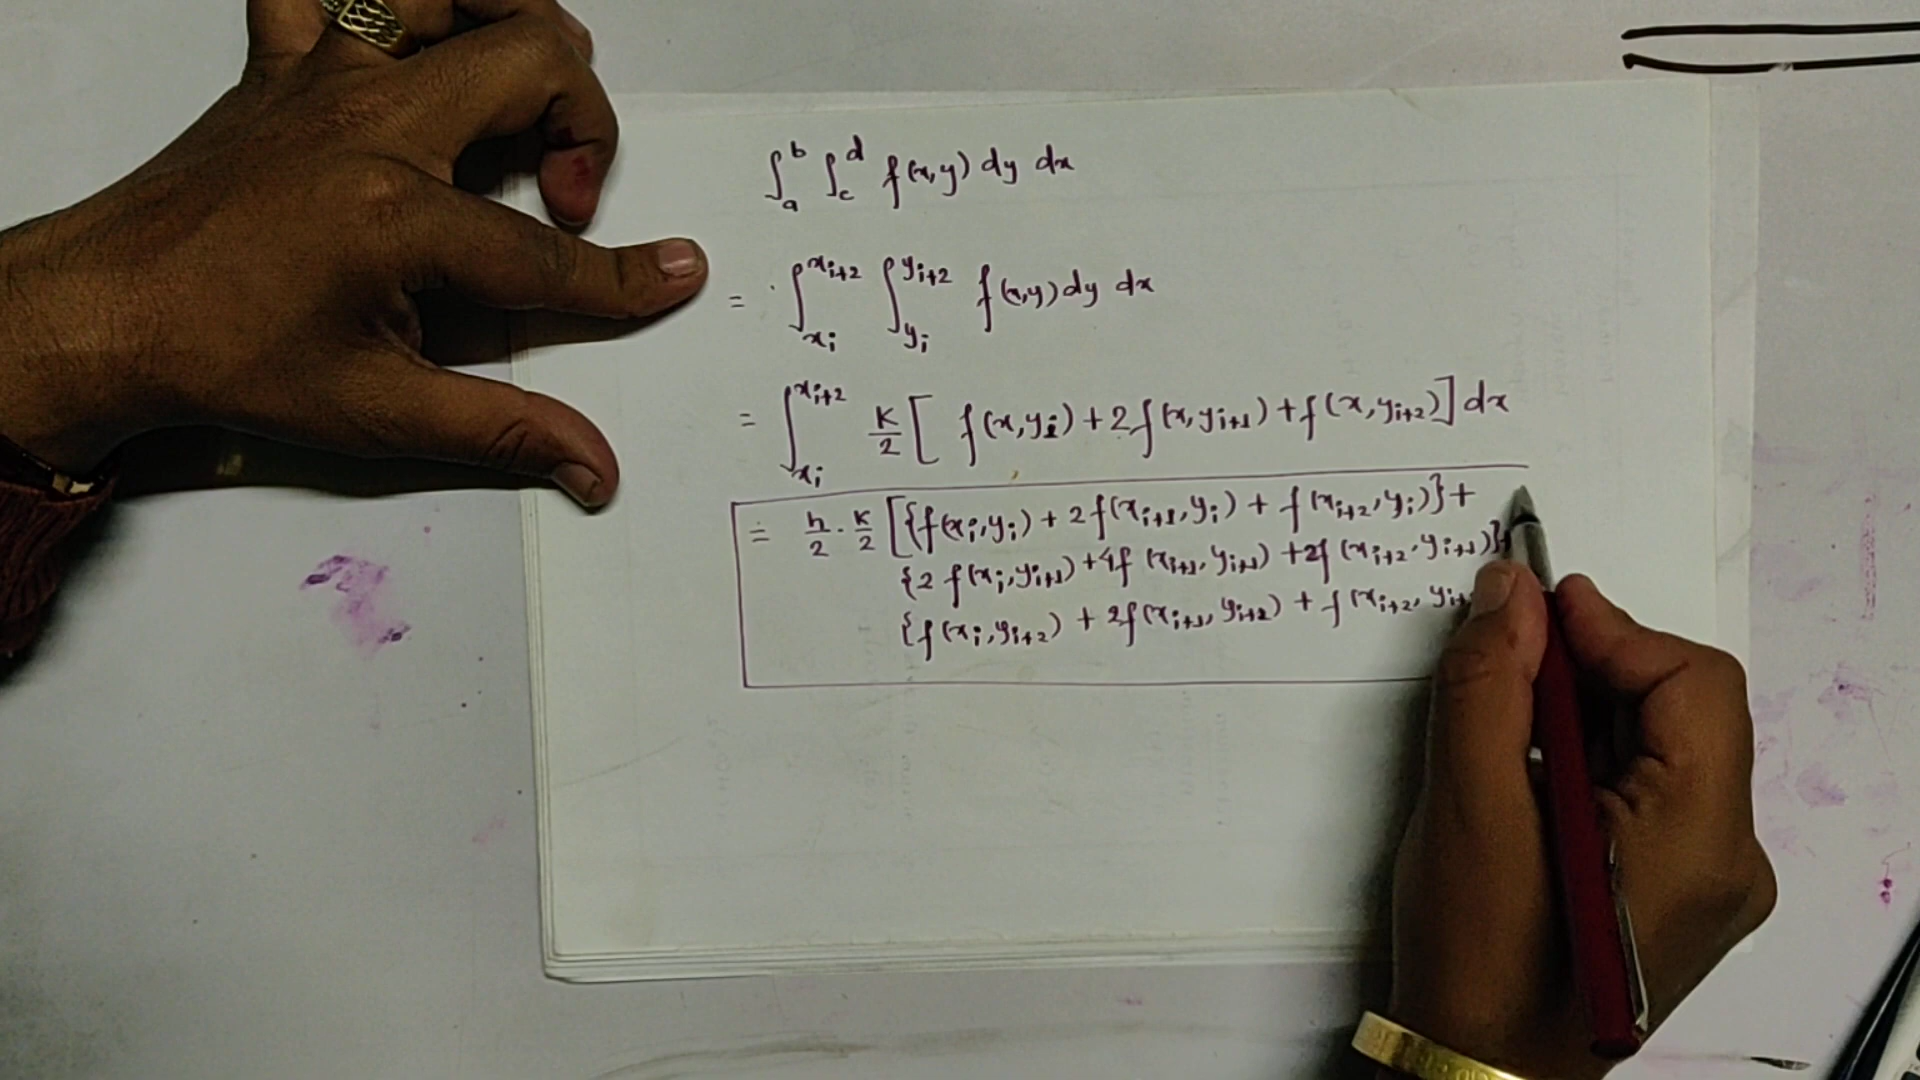 ∫_a^b ∫_c^d f(x,y) dy dx
= ∫_{x_i}^{x_{i+2}} ∫_{y_i}^{y_{i+2}} f(x,y) dy dx
= ∫_{x_i}^{x_{i+2}} K/2 [ f(x,y_i) + 2f(x,y_{i+1}) + f(x,y_{i+2}) ] dx
= h/2 · K/2 [ {f(x_i,y_i) + 2f(x_{i+1},y_i) + f(x_{i+2},y_i)} +
{2f(x_i,y_{i+1}) + 4f(x_{i+1},y_{i+1}) + 2f(x_{i+2},y_{i+1})} +
{f(x_i,y_{i+2}) + 2f(x_{i+1},y_{i+2}) + f(x_{i+2}, y_{i+